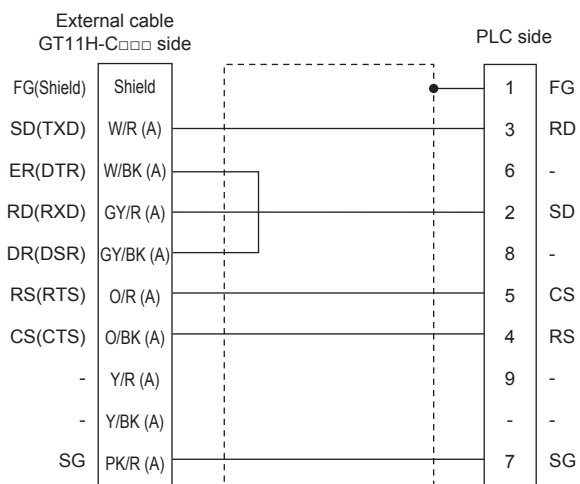 External cable
GT11H-C□□□ side
PLC side
FG(Shield) Shield 1 FG
SD(TXD) W/R (A) 3 RD
ER(DTR) W/BK (A) 6 -
RD(RXD) GY/R (A) 2 SD
DR(DSR) GY/BK (A) 8 -
RS(RTS) O/R (A) 5 CS
CS(CTS) O/BK (A) 4 RS
- Y/R (A) 9 -
- Y/BK (A) - -
SG PK/R (A) 7 SG